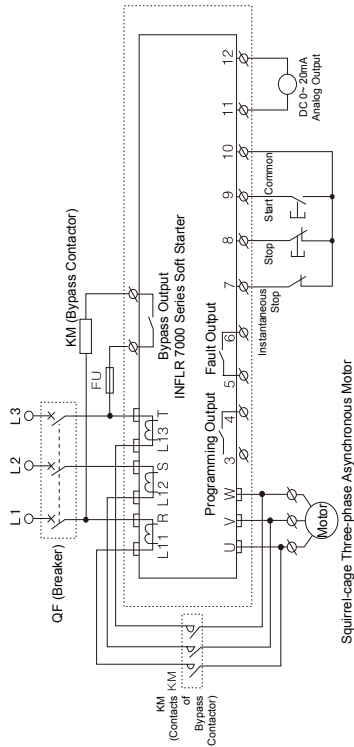 L1
L2
L3
QF (Breaker)
KM (Bypass Contactor)
FU
L11
R
L12
S
L13
T
Bypass Output
INFLR 7000 Series Soft Starter
KM
(Contacts KM
of
Bypass
Contactor)
U
V
W
Programming Output
Fault Output
3
4
5
6
7
8
9
10
11
12
Instantaneous
Stop
Stop
Start Common
DC 0~ 20mA
Analog Output
Motor
Squirrel-cage Three-phase Asynchronous Motor